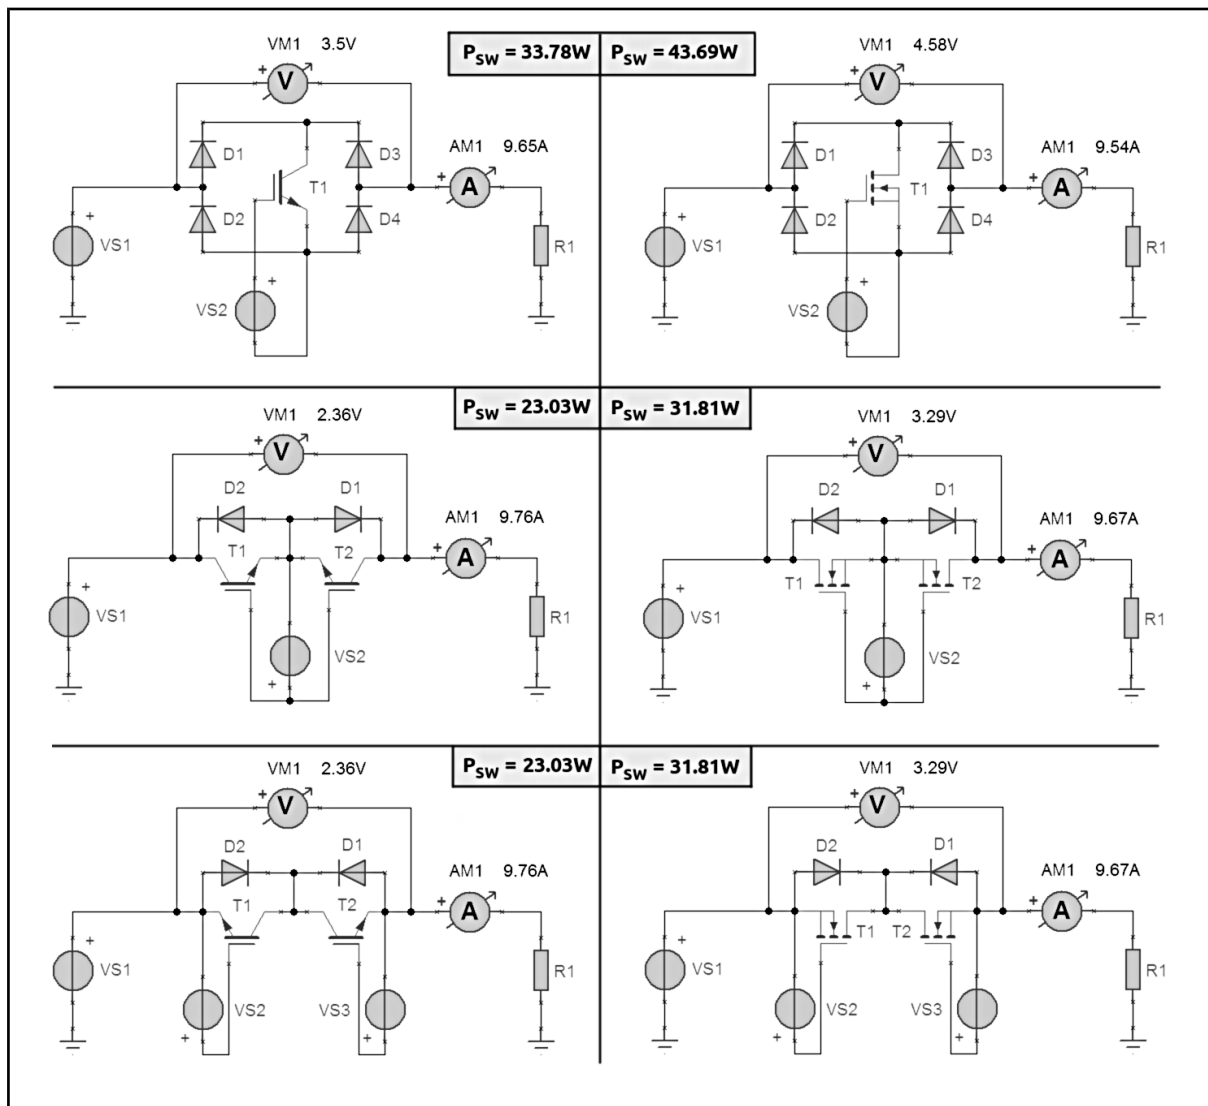 VM1 3.5V
P_SW = 33.78W
P_SW = 43.69W
VM1 4.58V
+
V
+
V
D1
D3
AM1 9.65A
D1
D3
AM1 9.54A
T1
+
A
T1
+
A
+
VS1
D2
D4
R1
+
VS1
D2
D4
R1
+
VS2
+
VS2
P_SW = 23.03W
P_SW = 31.81W
VM1 2.36V
VM1 3.29V
+
V
+
V
D2
D1
AM1 9.76A
D2
D1
AM1 9.67A
T1
T2
+
A
T1
T2
+
A
+
VS1
R1
+
VS1
R1
VS2
+
VS2
+
P_SW = 23.03W
P_SW = 31.81W
VM1 2.36V
VM1 3.29V
+
V
+
V
D2
D1
AM1 9.76A
D2
D1
AM1 9.67A
T1
T2
+
A
T1
T2
+
A
+
VS1
R1
+
VS1
R1
VS2
+
VS3
+
VS2
+
VS3
+